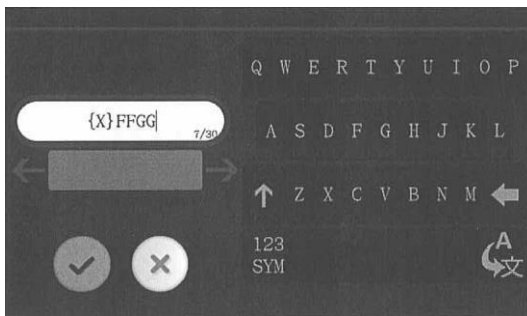 {X}FFGG
7/30
Q W E R T Y U I O P
A S D F G H J K L
Z X C V B N M
123
SYM
A
文